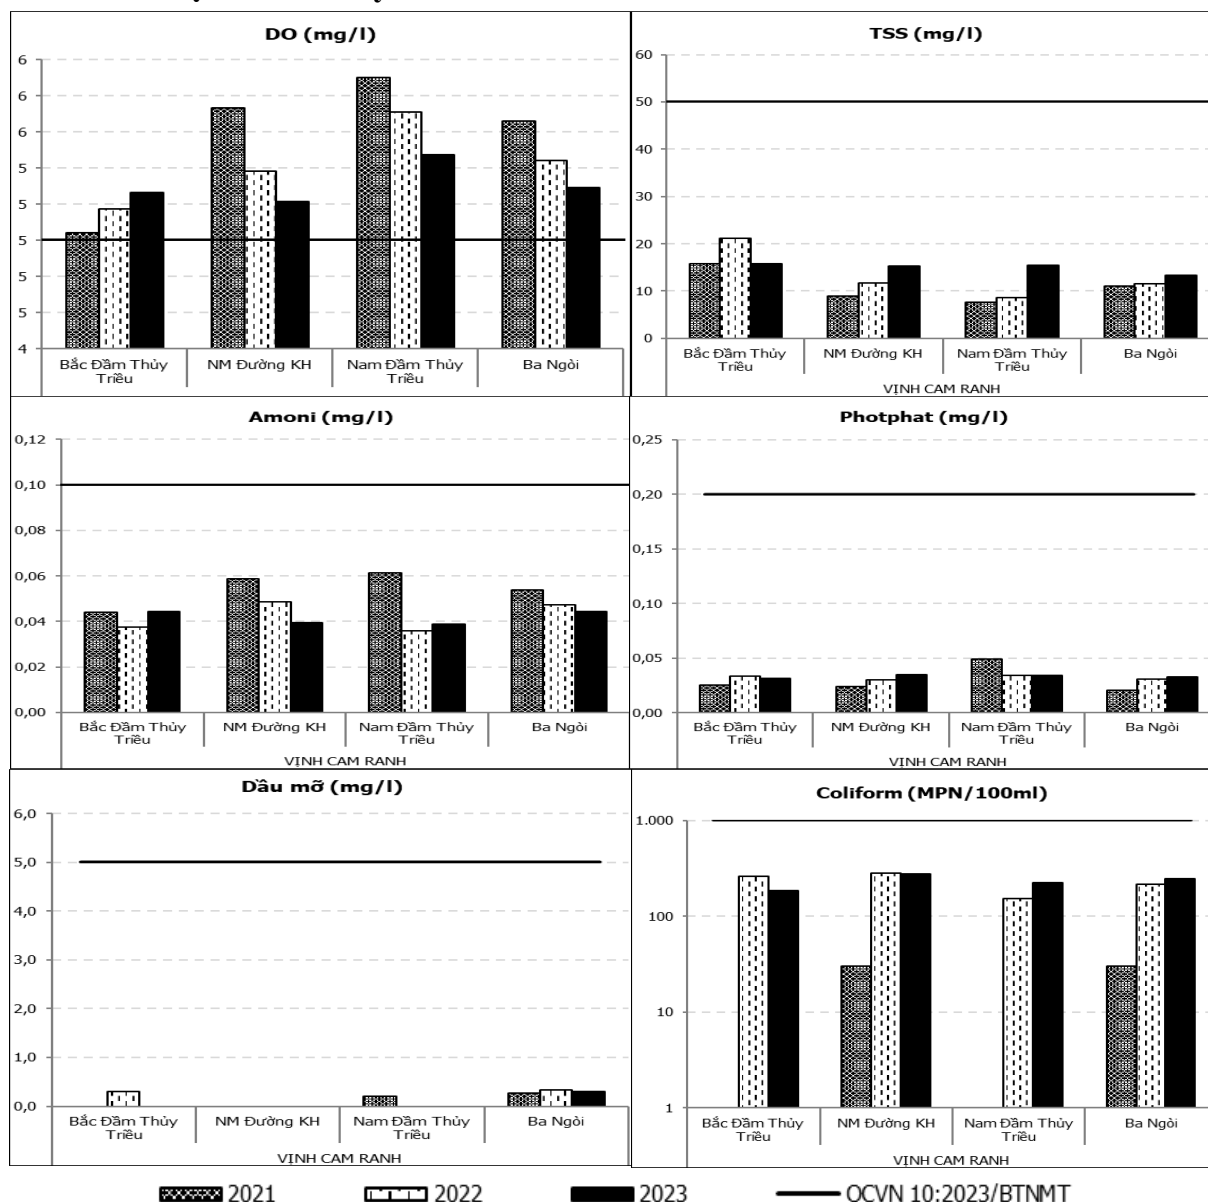 DO (mg/l)
6
6
6
5
5
5
5
5
4
Bắc Đầm Thủy Triều
NM Đường KH
Nam Đầm Thủy Triều
Ba Ngòi
TSS (mg/l)
60
50
40
30
20
10
0
Bắc Đầm Thủy Triều
NM Đường KH
Nam Đầm Thủy Triều
Ba Ngòi
VỊNH CAM RANH
Amoni (mg/l)
0,12
0,10
0,08
0,06
0,04
0,02
0,00
Bắc Đầm Thủy Triều
NM Đường KH
Nam Đầm Thủy Triều
Ba Ngòi
VỊNH CAM RANH
Photphat (mg/l)
0,25
0,20
0,15
0,10
0,05
0,00
Bắc Đầm Thủy Triều
NM Đường KH
Nam Đầm Thủy Triều
Ba Ngòi
VỊNH CAM RANH
Dầu mỡ (mg/l)
6,0
5,0
4,0
3,0
2,0
1,0
0,0
Bắc Đầm Thủy Triều
NM Đường KH
Nam Đầm Thủy Triều
Ba Ngòi
VỊNH CAM RANH
Coliform (MPN/100ml)
1.000
100
10
1
Bắc Đầm Thủy Triều
NM Đường KH
Nam Đầm Thủy Triều
Ba Ngòi
VỊNH CAM RANH
2021
2022
2023
QCVN 10:2023/BTNMT